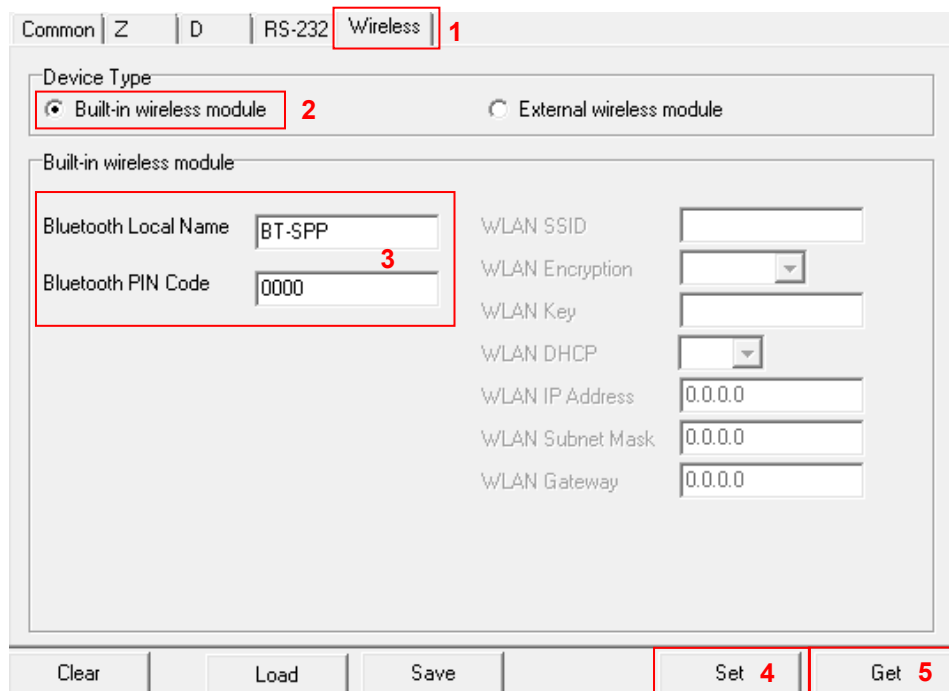 Common Z D RS-232 Wireless 1
Device Type
Built-in wireless module 2 External wireless module
Built-in wireless module
Bluetooth Local Name BT-SPP WLAN SSID
3 WLAN Encryption
Bluetooth PIN Code 0000
WLAN Key
WLAN DHCP
WLAN IP Address 0.0.0.0
WLAN Subnet Mask 0.0.0.0
WLAN Gateway 0.0.0.0
Clear Load Save Set 4 Get 5